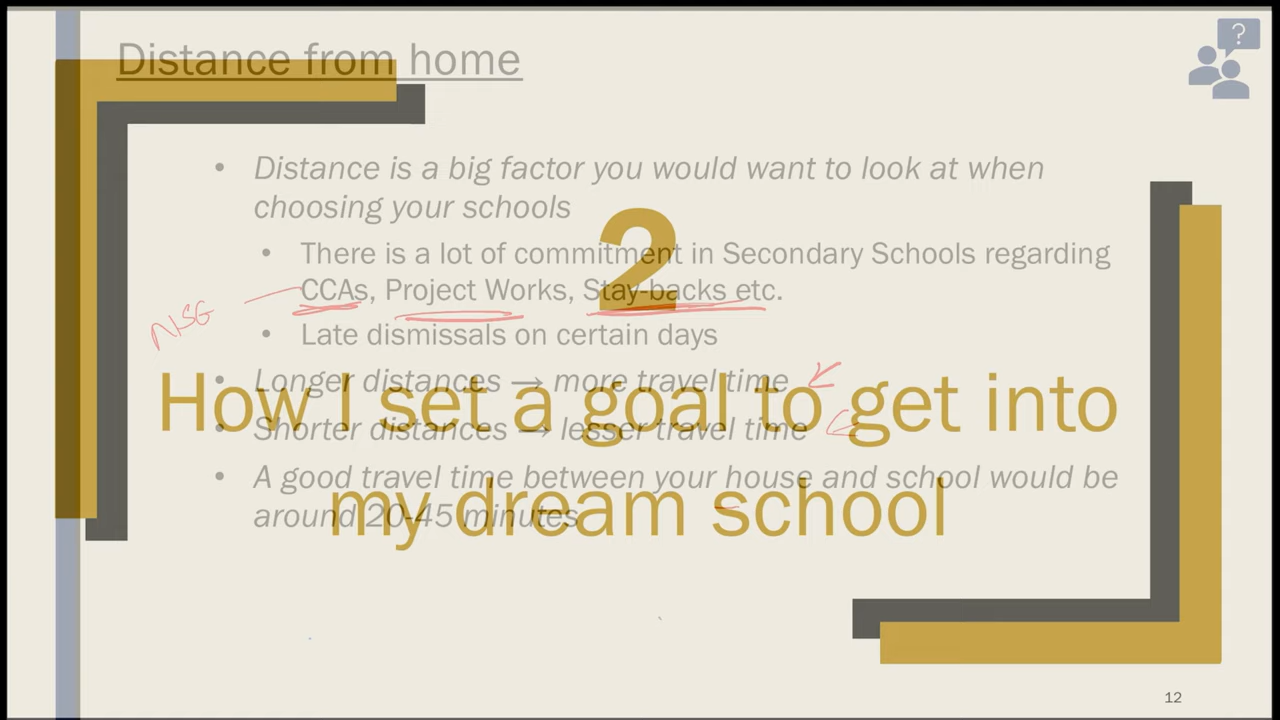 Distance from home
?
• Distance is a big factor you would want to look at when
choosing your schools
• There is a lot of commitment in Secondary Schools regarding
CCAs, Project Works, Stay-backs etc.
NSG
• Late dismissals on certain days
• Longer distances → more travel time
• Shorter distances → lesser travel time
• A good travel time between your house and school would be
around 20-45 minutes
2
How I set a goal to get into
my dream school
12